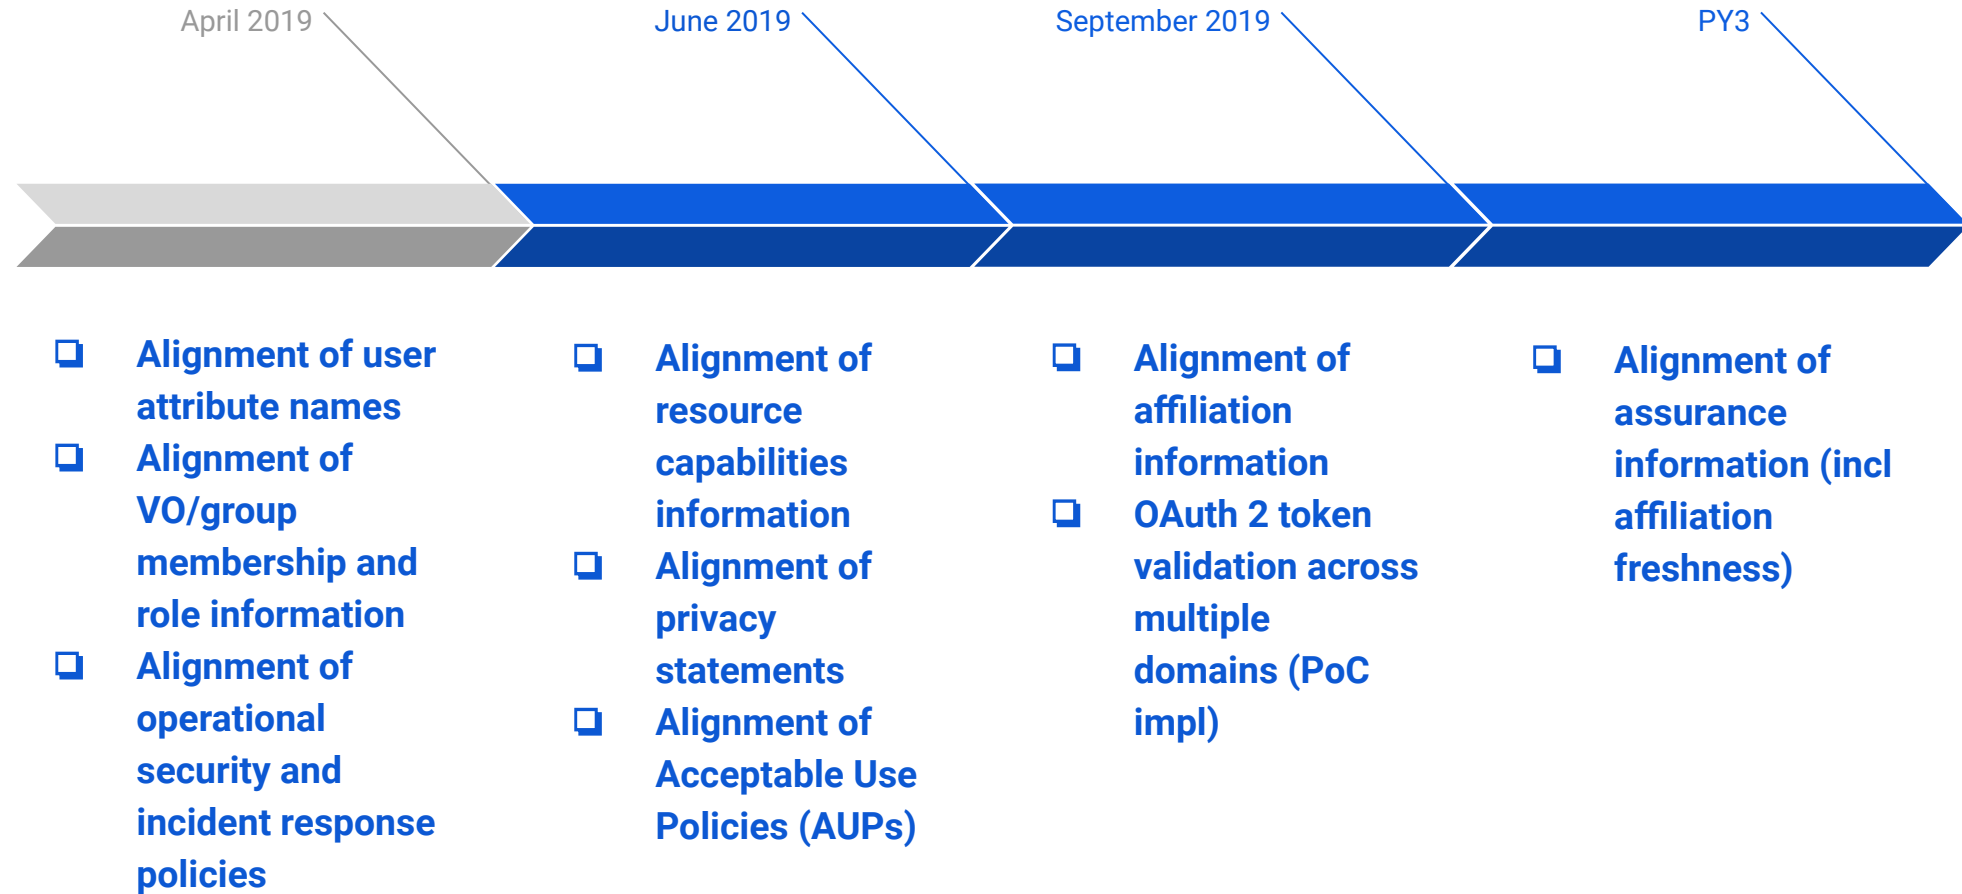 April 2019
June 2019
September 2019
PY3
Alignment of user
attribute names
Alignment of
VO/group
membership and
role information
Alignment of
operational
security and
incident response
policies
Alignment of
resource
capabilities
information
Alignment of
privacy
statements
Alignment of
Acceptable Use
Policies (AUPs)
Alignment of
affiliation
information
OAuth 2 token
validation across
multiple
domains (PoC
impl)
Alignment of
assurance
information (incl
affiliation
freshness)